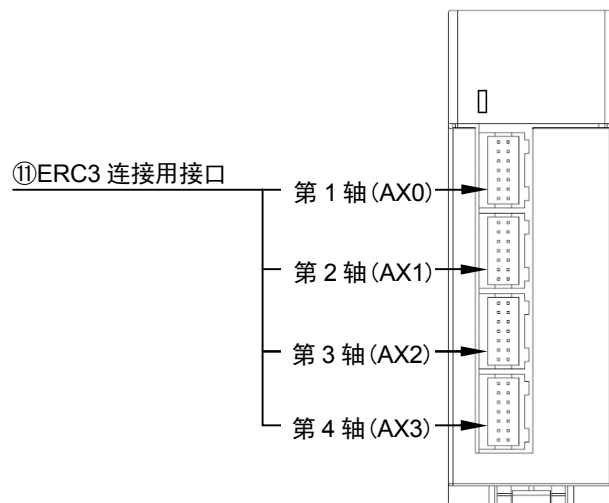 ⑪ERC3 连接用接口
第 1 轴(AX0)
第 2 轴(AX1)
第 3 轴(AX2)
第 4 轴(AX3)